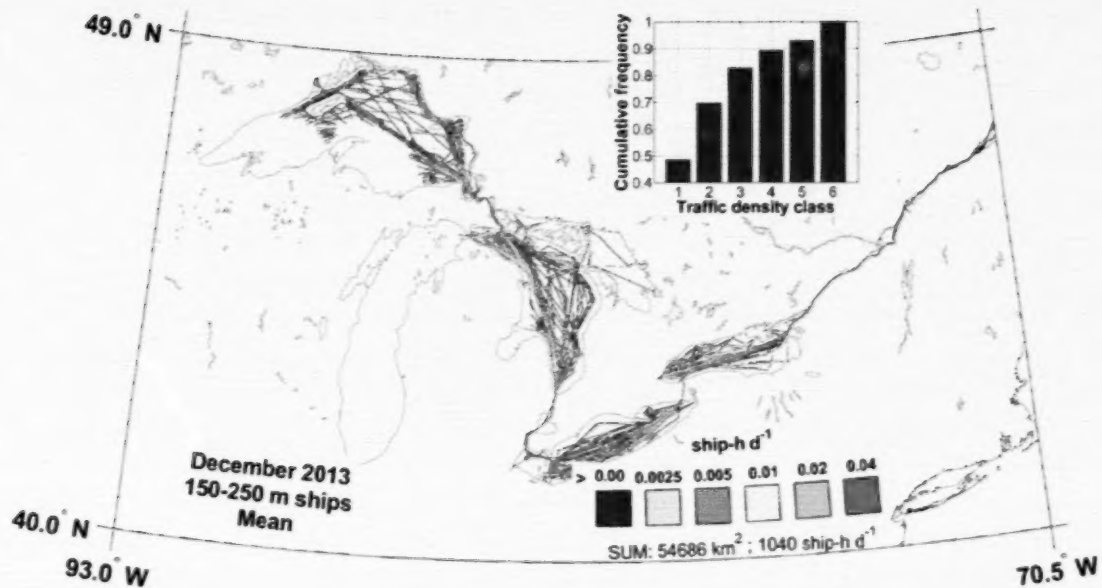 49.0° N
Cumulative frequency
1
0.9
0.8
0.7
0.6
0.5
0.4
1 2 3 4 5 6
Traffic density class
December 2013
150-250 m ships
Mean
ship-h d⁻¹
> 0.00 0.0025 0.005 0.01 0.02 0.04
SUM: 54686 km² ; 1040 ship-h d⁻¹
40.0° N
93.0° W
70.5° W